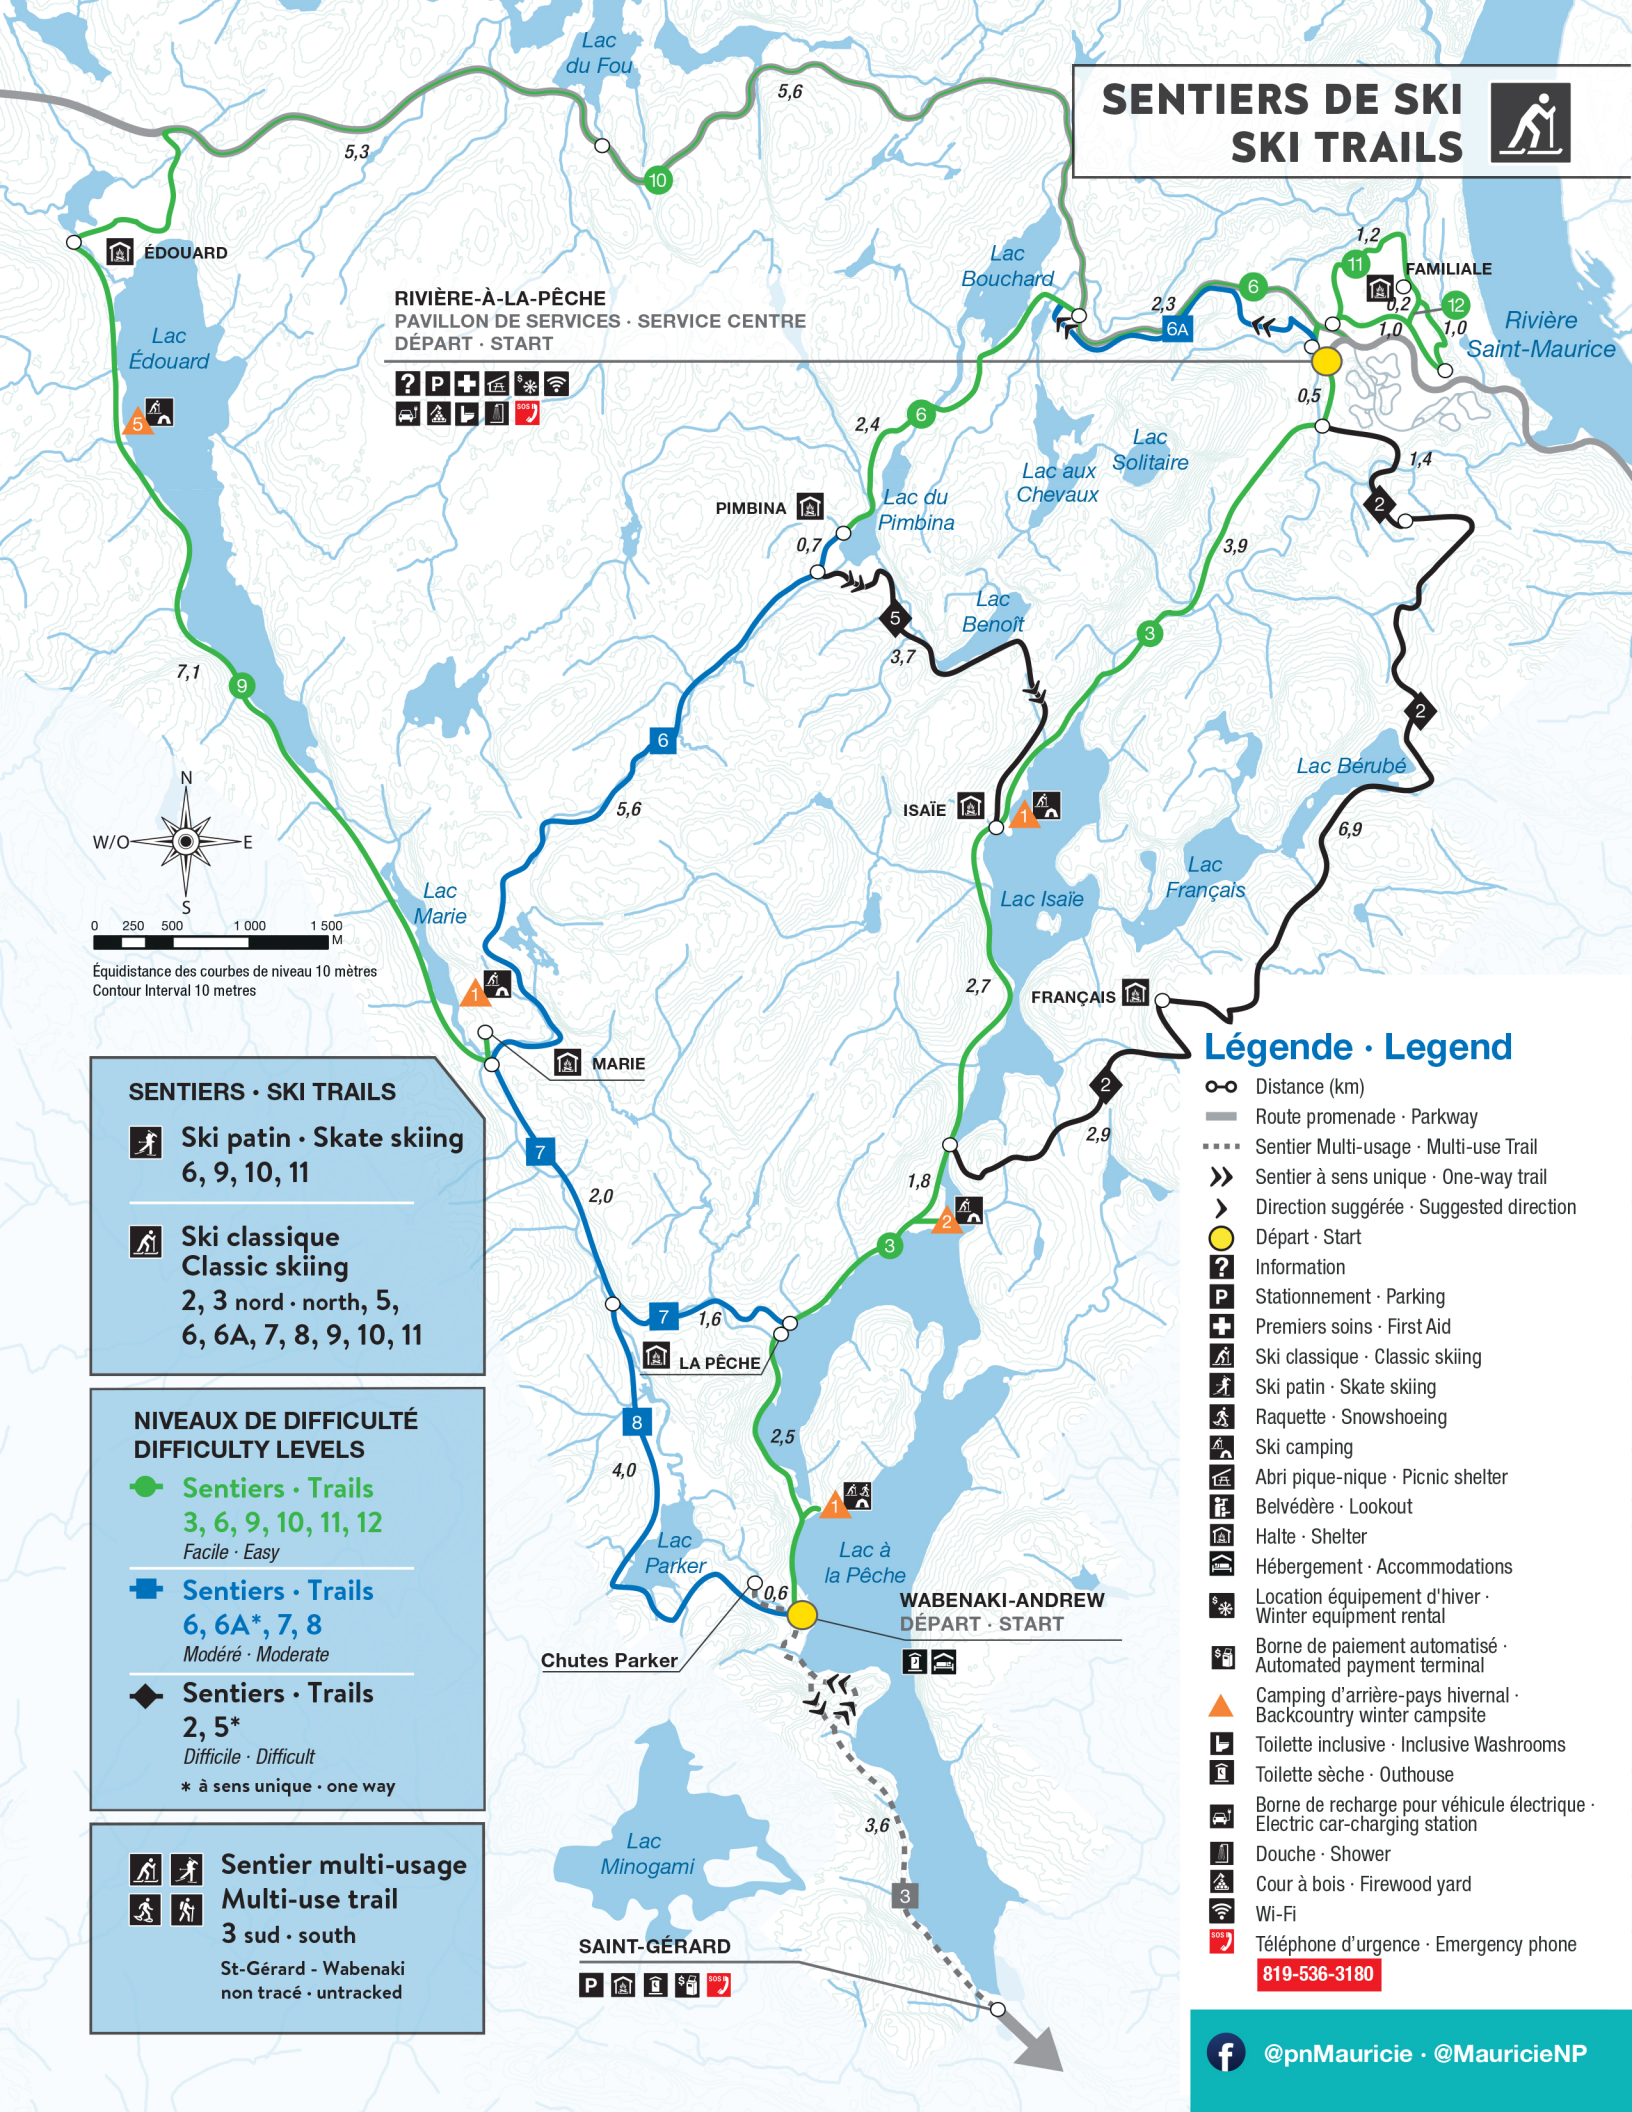 SENTIERS DE SKI
SKI TRAILS
Lac
du Fou
5,6
5,3
10
ÉDOUARD
Lac
Édouard
5
7,1
9
RIVIÈRE-À-LA-PÊCHE
PAVILLON DE SERVICES · SERVICE CENTRE
DÉPART · START
? P $ SOS
Lac
Bouchard
2,3
6
6A
1,2
11
FAMILIALE
0,2
12
1,0
1,0
Rivière
Saint-Maurice
0,5
1,4
2
2,4
6
Lac
Solitaire
Lac aux
Chevaux
PIMBINA
Lac du
Pimbina
0,7
3,9
5
3,7
Lac
Benoît
3
2
Lac Bérubé
6
5,6
ISAÏE
1
6,9
Lac
Français
Lac Isaïe
N
W/O
E
S
0 250 500 1 000 1 500
M
Équidistance des courbes de niveau 10 mètres
Contour Interval 10 metres
Lac
Marie
1
2,7
FRANÇAIS
MARIE
2
2,9
7
2,0
1,8
2
3
7
1,6
LA PÊCHE
8
4,0
2,5
1
Lac
Parker
Lac à
la Pêche
0,6
WABENAKI-ANDREW
DÉPART · START
Chutes Parker
3,6
3
Lac
Minogami
SAINT-GÉRARD
P $ SOS
SENTIERS · SKI TRAILS
Ski patin · Skate skiing
6, 9, 10, 11
Ski classique
Classic skiing
2, 3 nord · north, 5,
6, 6A, 7, 8, 9, 10, 11
NIVEAUX DE DIFFICULTÉ
DIFFICULTY LEVELS
Sentiers · Trails
3, 6, 9, 10, 11, 12
Facile · Easy
Sentiers · Trails
6, 6A*, 7, 8
Modéré · Moderate
Sentiers · Trails
2, 5*
Difficile · Difficult
* à sens unique · one way
Sentier multi-usage
Multi-use trail
3 sud · south
St-Gérard - Wabenaki
non tracé · untracked
Légende · Legend
Distance (km)
Route promenade · Parkway
Sentier Multi-usage · Multi-use Trail
Sentier à sens unique · One-way trail
Direction suggérée · Suggested direction
Départ · Start
? Information
P Stationnement · Parking
Premiers soins · First Aid
Ski classique · Classic skiing
Ski patin · Skate skiing
Raquette · Snowshoeing
Ski camping
Abri pique-nique · Picnic shelter
Belvédère · Lookout
Halte · Shelter
Hébergement · Accommodations
$ Location équipement d'hiver ·
Winter equipment rental
$ Borne de paiement automatisé ·
Automated payment terminal
Camping d'arrière-pays hivernal ·
Backcountry winter campsite
Toilette inclusive · Inclusive Washrooms
Toilette sèche · Outhouse
Borne de recharge pour véhicule électrique ·
Electric car-charging station
Douche · Shower
Cour à bois · Firewood yard
Wi-Fi
SOS Téléphone d'urgence · Emergency phone
819-536-3180
f @pnMauricie · @MauricieNP